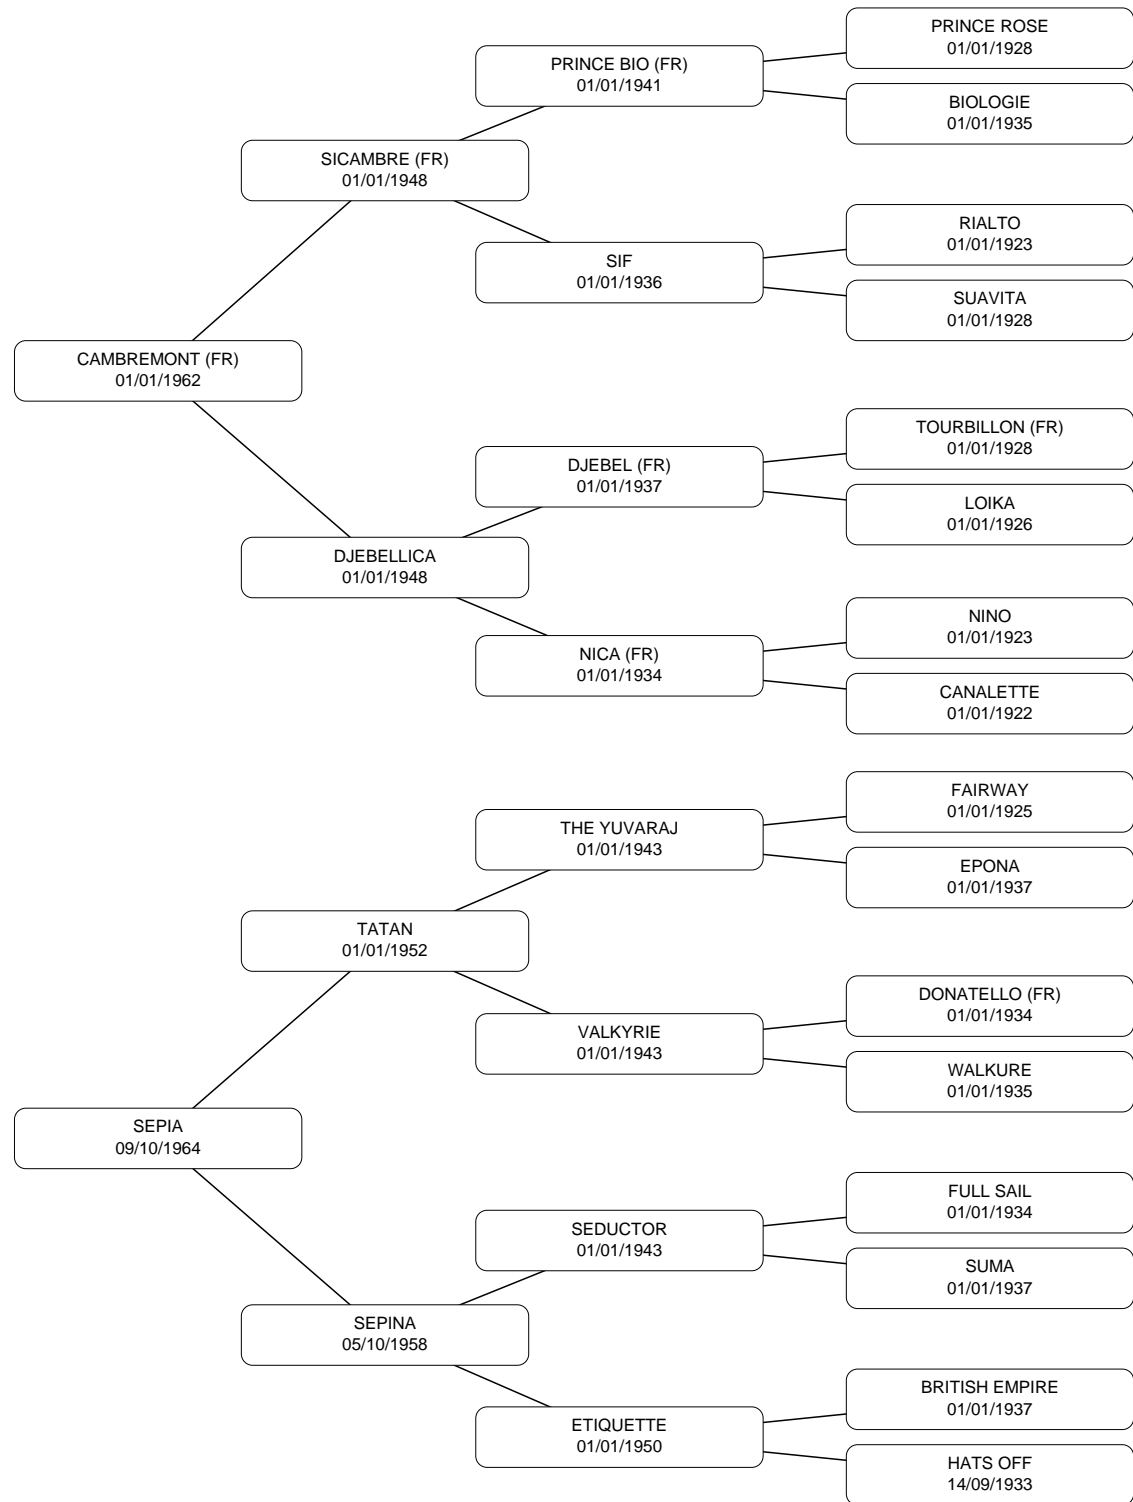 PRINCE ROSE
01/01/1928
PRINCE BIO (FR)
01/01/1941
BIOLOGIE
01/01/1935
SICAMBRE (FR)
01/01/1948
RIALTO
01/01/1923
SIF
01/01/1936
SUAVITA
01/01/1928
CAMBREMONT (FR)
01/01/1962
TOURBILLON (FR)
01/01/1928
DJEBEL (FR)
01/01/1937
LOIKA
01/01/1926
DJEBELLICA
01/01/1948
NINO
01/01/1923
NICA (FR)
01/01/1934
CANALETTE
01/01/1922
FAIRWAY
01/01/1925
THE YUVARAJ
01/01/1943
EPONA
01/01/1937
TATAN
01/01/1952
DONATELLO (FR)
01/01/1934
VALKYRIE
01/01/1943
WALKURE
01/01/1935
SEPIA
09/10/1964
FULL SAIL
01/01/1934
SEDUCTOR
01/01/1943
SUMA
01/01/1937
SEPINA
05/10/1958
BRITISH EMPIRE
01/01/1937
ETIQUETTE
01/01/1950
HATS OFF
14/09/1933